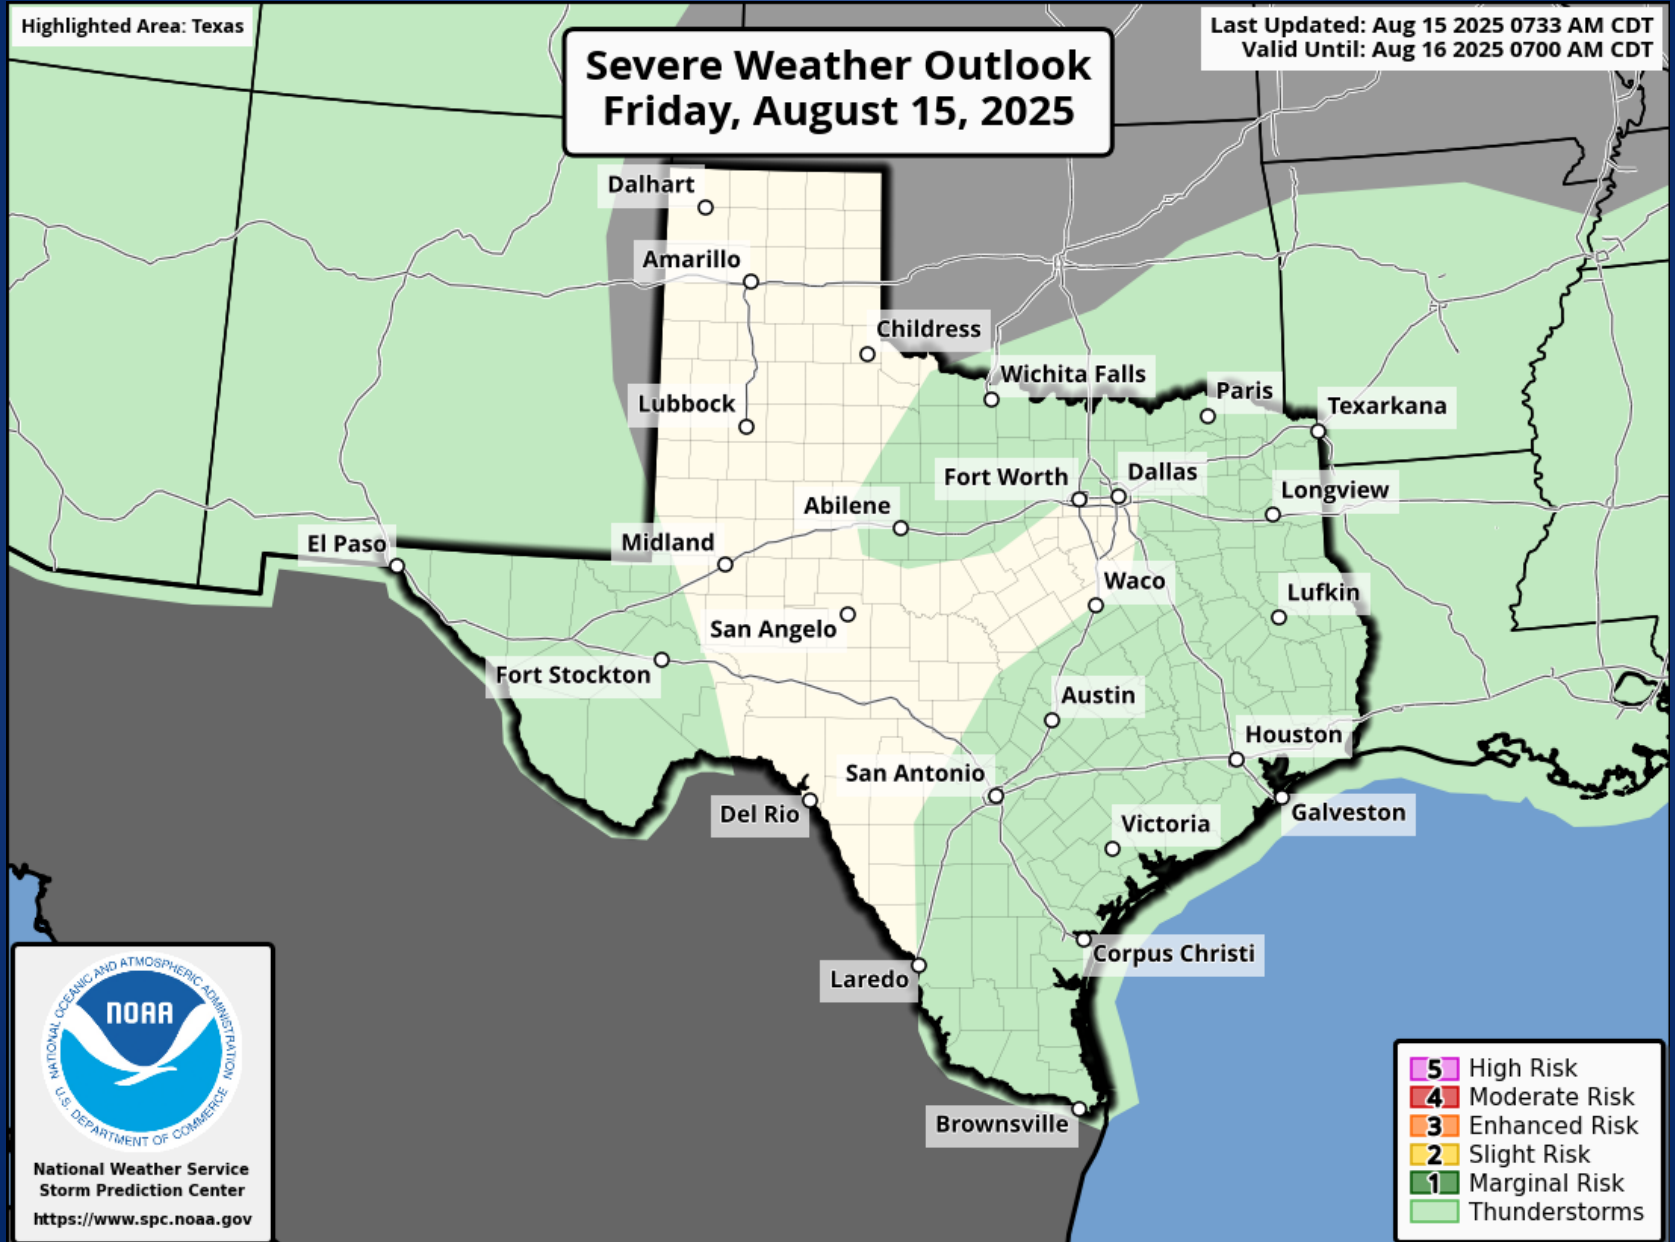 Highlighted Area: Texas
Severe Weather Outlook
Friday, August 15, 2025
Last Updated: Aug 15 2025 0733 AM CDT
Valid Until: Aug 16 2025 0700 AM CDT
Dalhart
Amarillo
Childress
Wichita Falls
Paris
Texarkana
Lubbock
Fort Worth
Dallas
Longview
Abilene
El Paso
Midland
Waco
Lufkin
San Angelo
Fort Stockton
Austin
Houston
San Antonio
Del Rio
Victoria
Galveston
Corpus Christi
Laredo
Brownsville
NATIONAL OCEANIC AND ATMOSPHERIC ADMINISTRATION
NOAA
U.S. DEPARTMENT OF COMMERCE
National Weather Service
Storm Prediction Center
https://www.spc.noaa.gov
5 High Risk
4 Moderate Risk
3 Enhanced Risk
2 Slight Risk
1 Marginal Risk
Thunderstorms